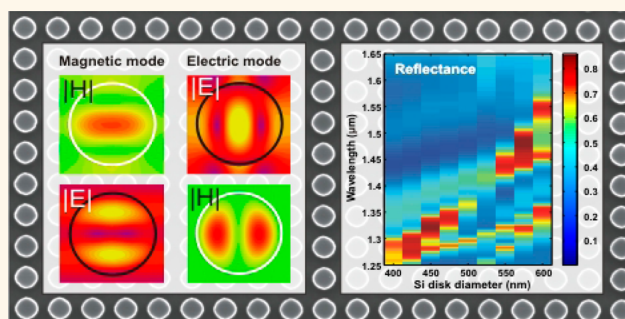 Magnetic mode
Electric mode
|H|
|E|
|E|
|H|
Reflectance
Wavelength (μm)
1.65
1.6
1.55
1.5
1.45
1.4
1.35
1.3
1.25
400
450
500
550
600
Si disk diameter (nm)
0.8
0.7
0.6
0.5
0.4
0.3
0.2
0.1